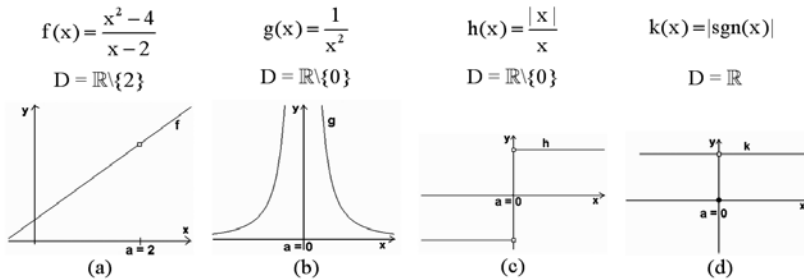 f(x) = (x² − 4)/(x − 2)
g(x) = 1/x²
h(x) = |x|/x
k(x) = |sgn(x)|
D = ℝ\{2}
D = ℝ\{0}
D = ℝ\{0}
D = ℝ
y
f
x
a = 2
y
g
a = 0
x
y
h
a = 0
x
y
k
a = 0
x
(a)
(b)
(c)
(d)